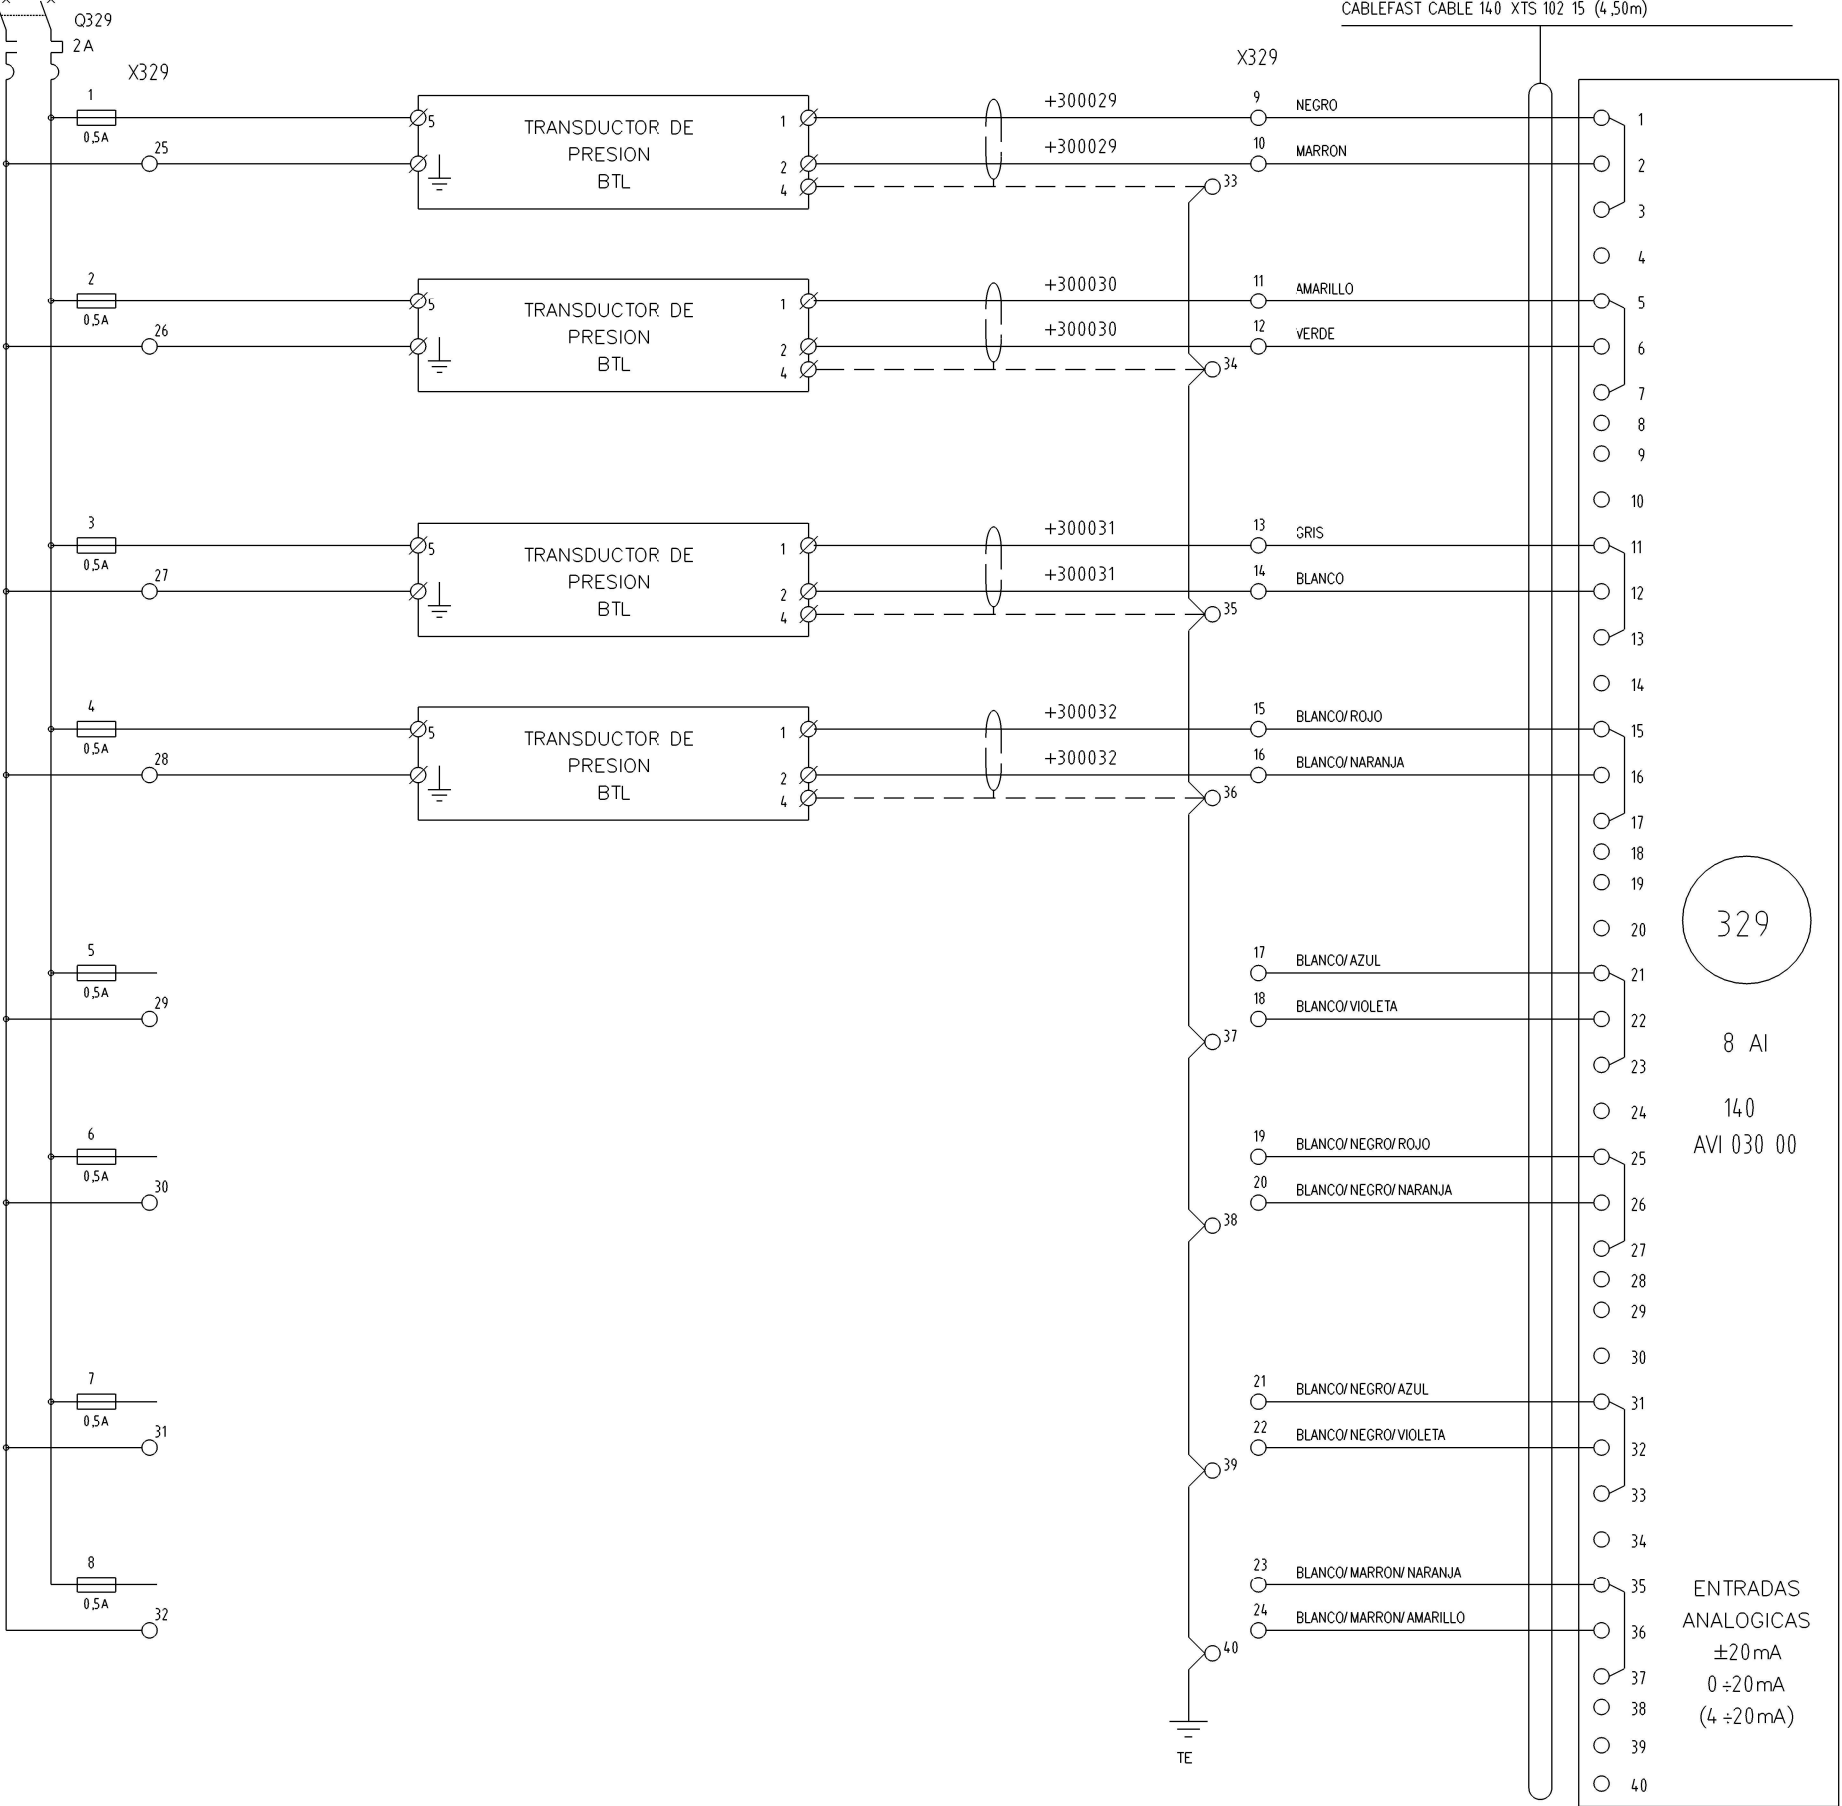 CABLEFAST CABLE 140 XTS 102 15 (4,50m)
Q329
2A
X329
X329
1
0,5A
25
5
TRANSDUCTOR DE
PRESION
BTL
1
2
4
+300029
+300029
9
NEGRO
10
MARRON
33
1
2
3
4
2
0,5A
26
5
TRANSDUCTOR DE
PRESION
BTL
1
2
4
+300030
+300030
11
AMARILLO
12
VERDE
34
5
6
7
8
9
10
3
0,5A
27
5
TRANSDUCTOR DE
PRESION
BTL
1
2
4
+300031
+300031
13
GRIS
14
BLANCO
35
11
12
13
14
4
0,5A
28
5
TRANSDUCTOR DE
PRESION
BTL
1
2
4
+300032
+300032
15
BLANCO/ROJO
16
BLANCO/NARANJA
36
15
16
17
18
19
20
329
5
0,5A
29
17
BLANCO/AZUL
18
BLANCO/VIOLETA
37
21
22
23
24
8 AI
140
AVI 030 00
6
0,5A
30
19
BLANCO/NEGRO/ROJO
20
BLANCO/NEGRO/NARANJA
38
25
26
27
28
29
30
7
0,5A
31
21
BLANCO/NEGRO/AZUL
22
BLANCO/NEGRO/VIOLETA
39
31
32
33
34
8
0,5A
32
23
BLANCO/MARRON/NARANJA
24
BLANCO/MARRON/AMARILLO
40
TE
35
36
37
38
39
40
ENTRADAS
ANALOGICAS
±20mA
0÷20mA
(4÷20mA)